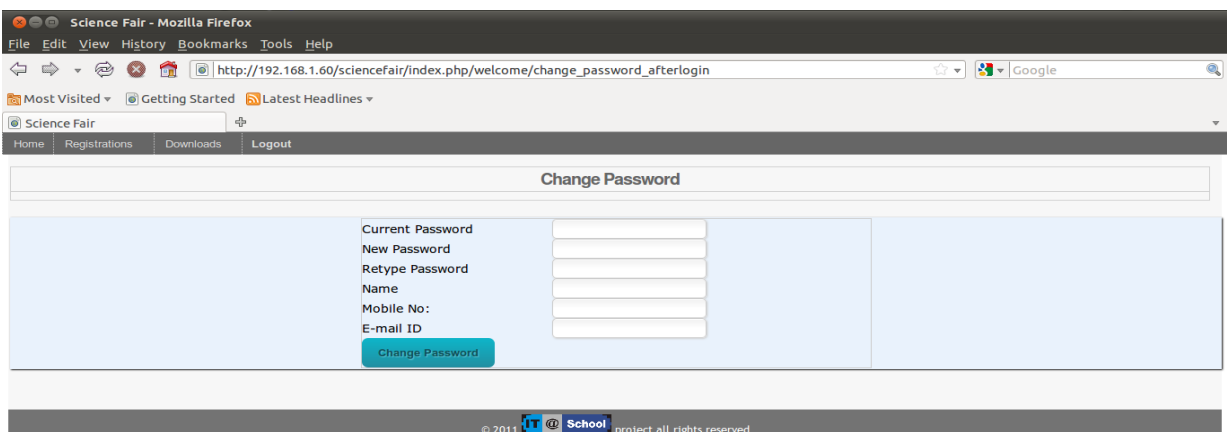 Science Fair - Mozilla Firefox
File Edit View History Bookmarks Tools Help
http://192.168.1.60/sciencefair/index.php/welcome/change_password_afterlogin Google
Most Visited Getting Started Latest Headlines
Science Fair
Home Registrations Downloads Logout
Change Password
Current Password
New Password
Retype Password
Name
Mobile No:
E-mail ID
Change Password
© 2011 IT @ School project all rights reserved